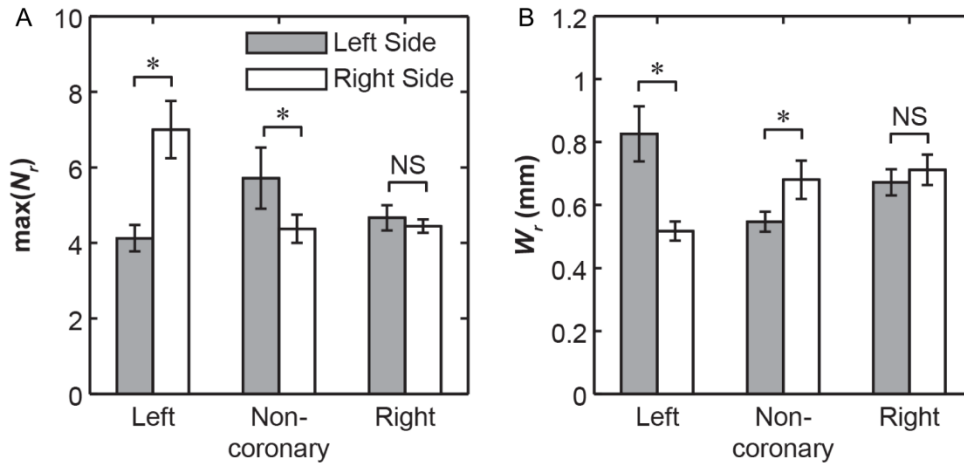 A
10
8
6
4
2
0
max(Nr)
Left Side
Right Side
*
*
NS
Left
Non-
coronary
Right
B
1.2
1
0.8
0.6
0.4
0.2
0
Wr (mm)
*
*
NS
Left
Non-
coronary
Right